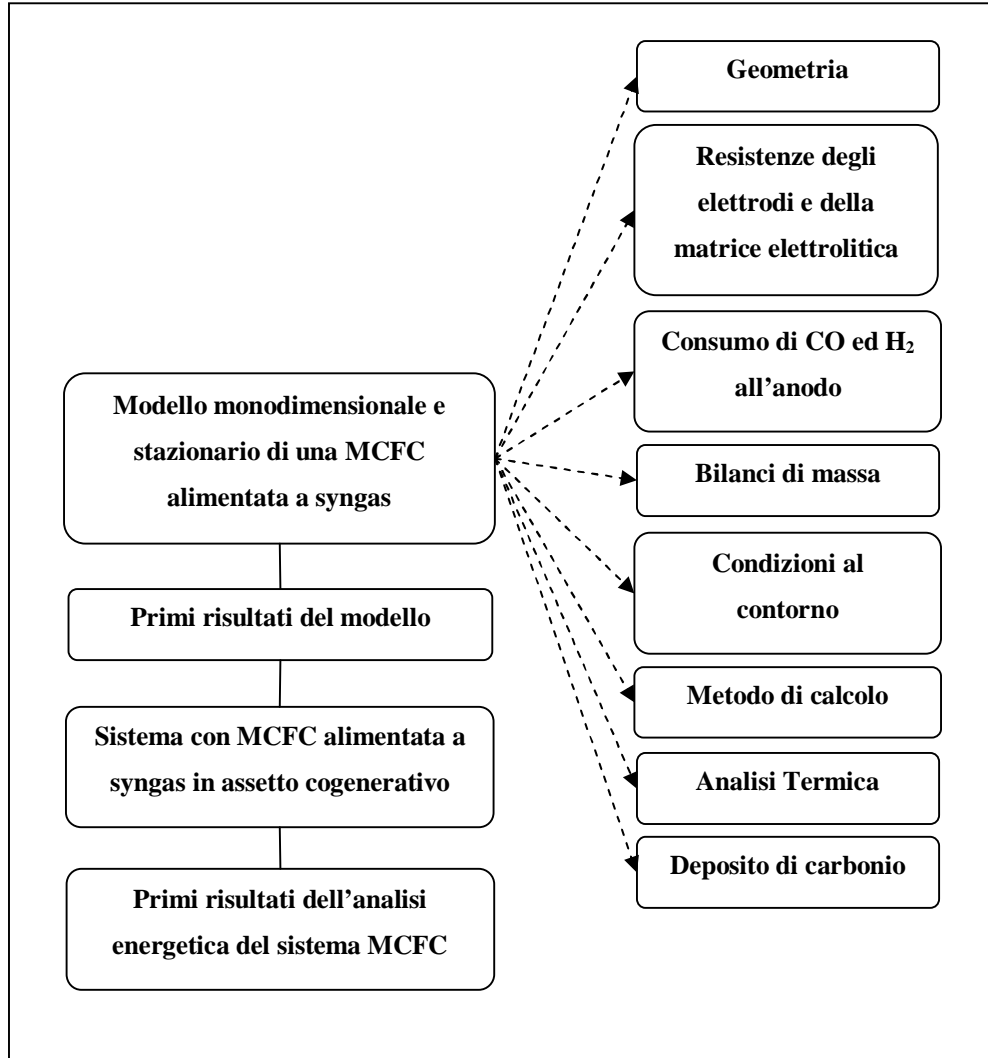 Modello monodimensionale e
stazionario di una MCFC
alimentata a syngas
Primi risultati del modello
Sistema con MCFC alimentata a
syngas in assetto cogenerativo
Primi risultati dell’analisi
energetica del sistema MCFC
Geometria
Resistenze degli
elettrodi e della
matrice elettrolitica
Consumo di CO ed H₂
all’anodo
Bilanci di massa
Condizioni al
contorno
Metodo di calcolo
Analisi Termica
Deposito di carbonio